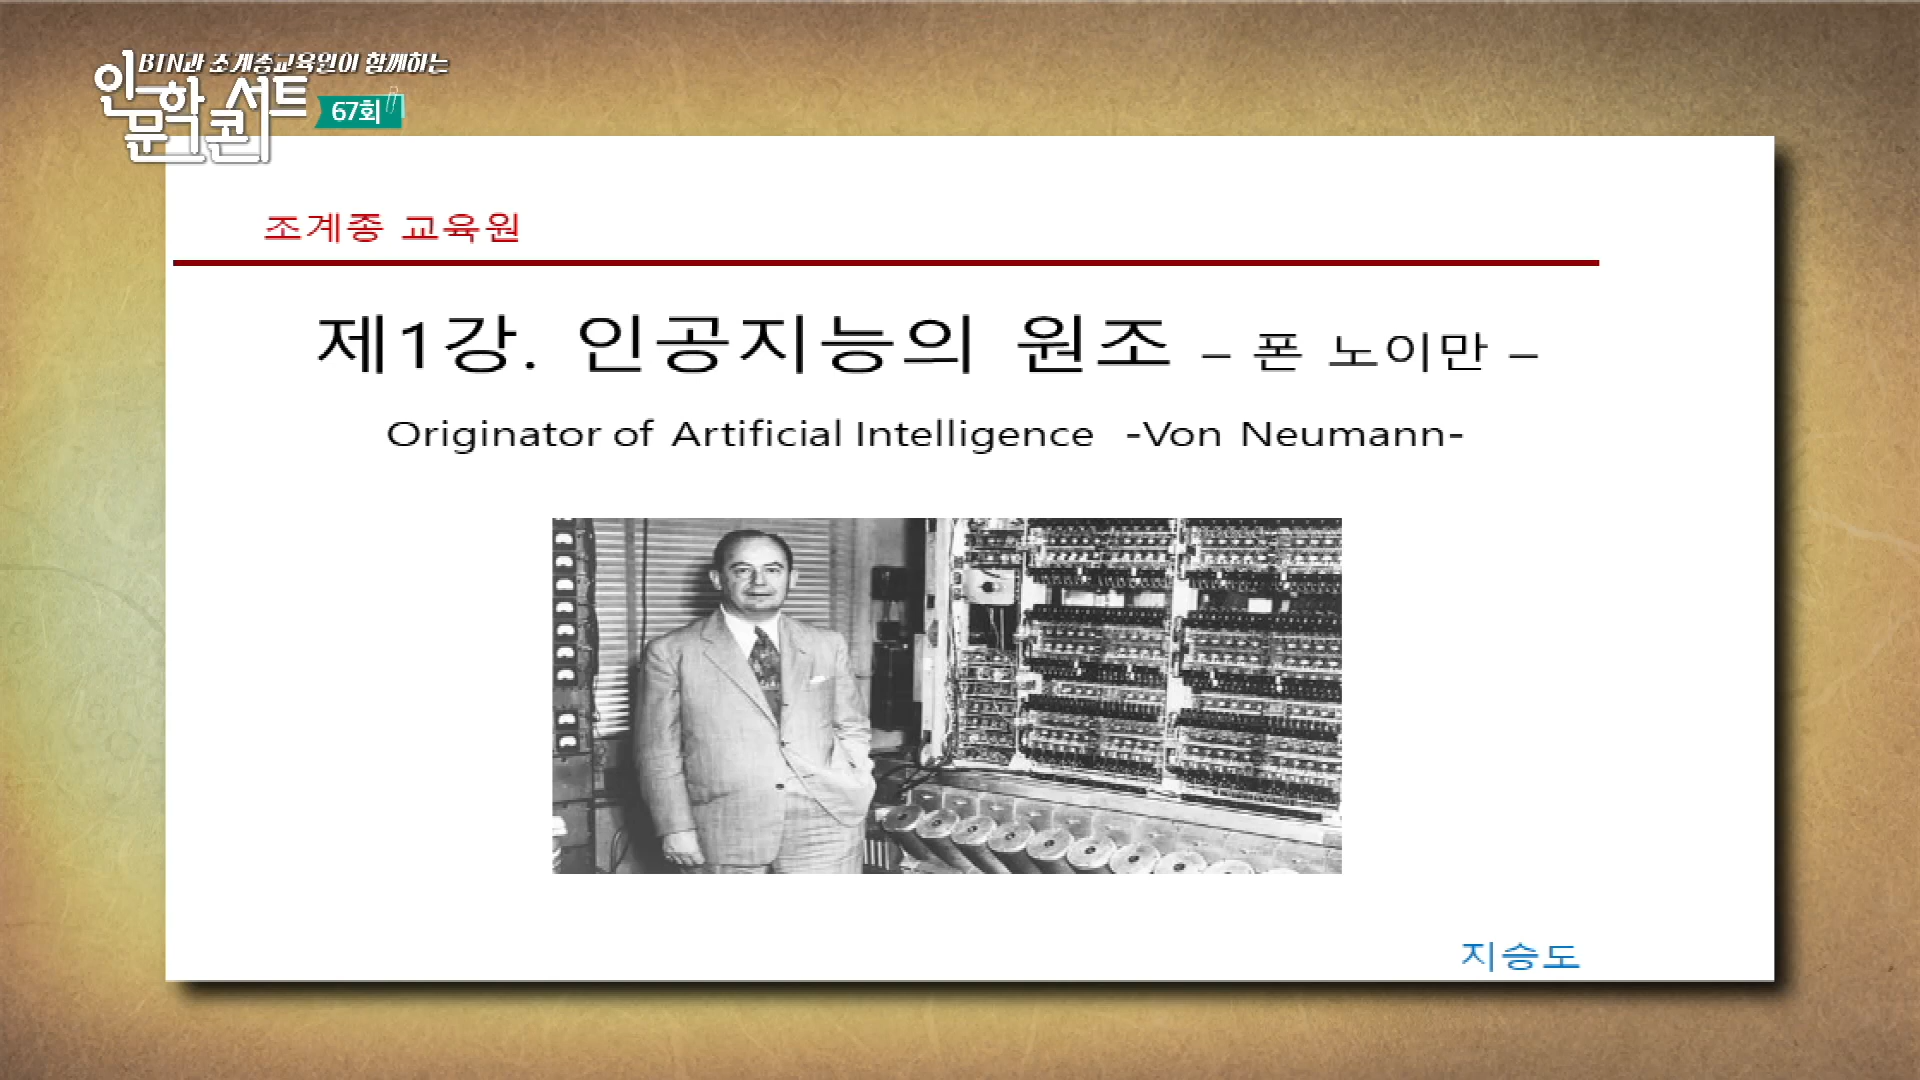 BTN과 조계종교육원이 함께하는
인문학콘서트
67회
조계종 교육원
제1강. 인공지능의 원조 – 폰 노이만 –
Originator of Artificial Intelligence -Von Neumann-
지승도